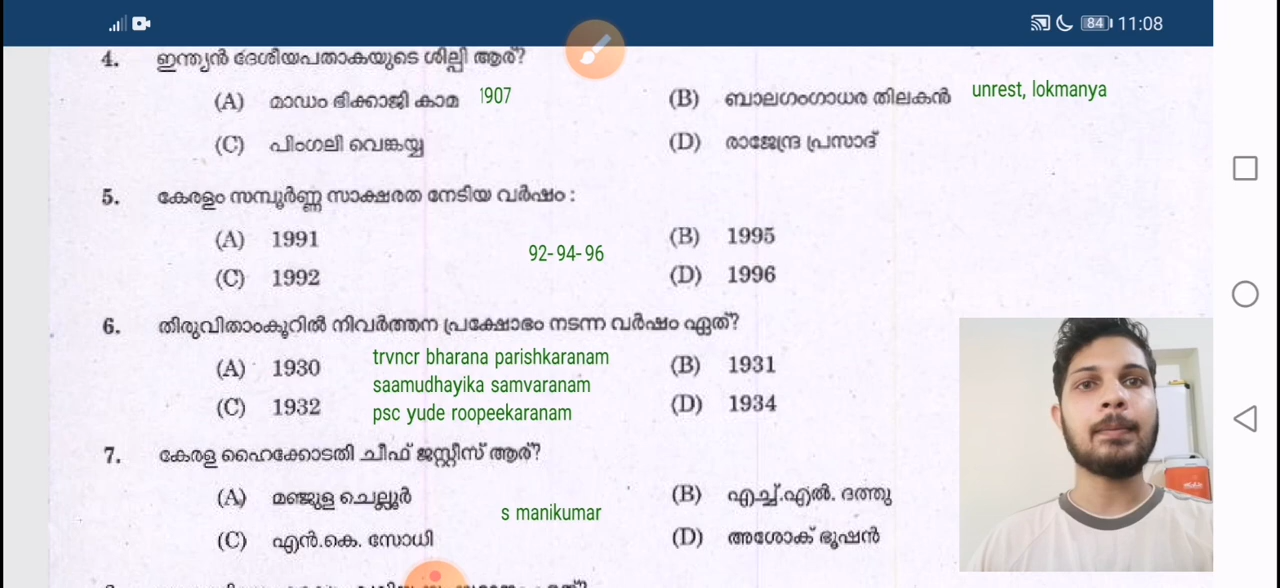 84 11:08
4. ഇന്ത്യൻ ദേശീയപതാകയുടെ ശില്പി ആര്?
(A) മാഡം ഭിക്കാജി കാമ 1907 (B) ബാലഗംഗാധര തിലകൻ unrest, lokmanya
(C) പിംഗലി വെങ്കയ്യ (D) രാജേന്ദ്ര പ്രസാദ്
5. കേരളം സമ്പൂർണ്ണ സാക്ഷരത നേടിയ വർഷം :
(A) 1991 (B) 1995
92-94-96
(C) 1992 (D) 1996
6. തിരുവിതാംകൂറിൽ നിവർത്തന പ്രക്ഷോഭം നടന്ന വർഷം ഏത്?
(A) 1930 trvncr bharana parishkaranam (B) 1931
saamudhayika samvaranam
(C) 1932 psc yude roopeekaranam (D) 1934
7. കേരള ഹൈക്കോടതി ചീഫ് ജസ്റ്റീസ് ആര്?
(A) മഞ്ജുള ചെല്ലൂർ (B) എച്ച്.എൽ. ദത്തു
s manikumar
(C) എൻ.കെ. സോധി (D) അശോക് ഭൂഷൻ